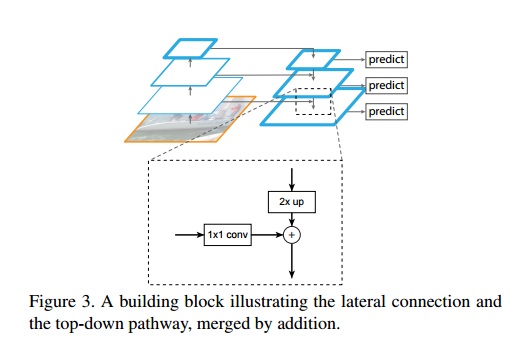 predict
predict
predict
2x up
1x1 conv
+
Figure 3. A building block illustrating the lateral connection and
the top-down pathway, merged by addition.